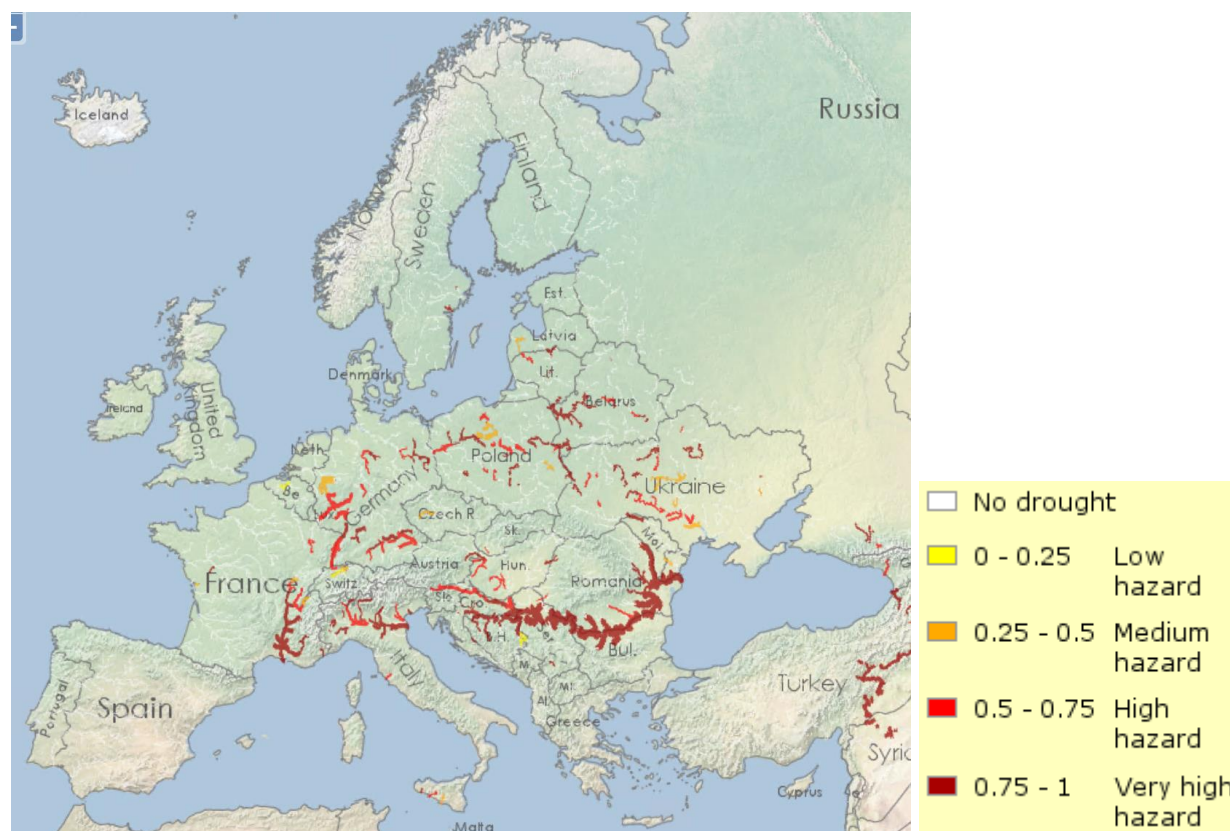 Iceland
Russia
Norway
Sweden
Finland
Est.
Latvia
Lit.
Denmark
Ireland
United
Kingdom
Belarus
Neth.
Poland
Be
Germany
Ukraine
Lux.
Czech R.
Sk.
Mol.
France
Switz.
Austria
Hun.
Romania
Slo.
Cro.
H.
Bul.
Italy
M.
Mt.
Al.
Portugal
Spain
Turkey
Greece
Syria
Cyprus
Malta
No drought
0 - 0.25 Low
hazard
0.25 - 0.5 Medium
hazard
0.5 - 0.75 High
hazard
0.75 - 1 Very high
hazard